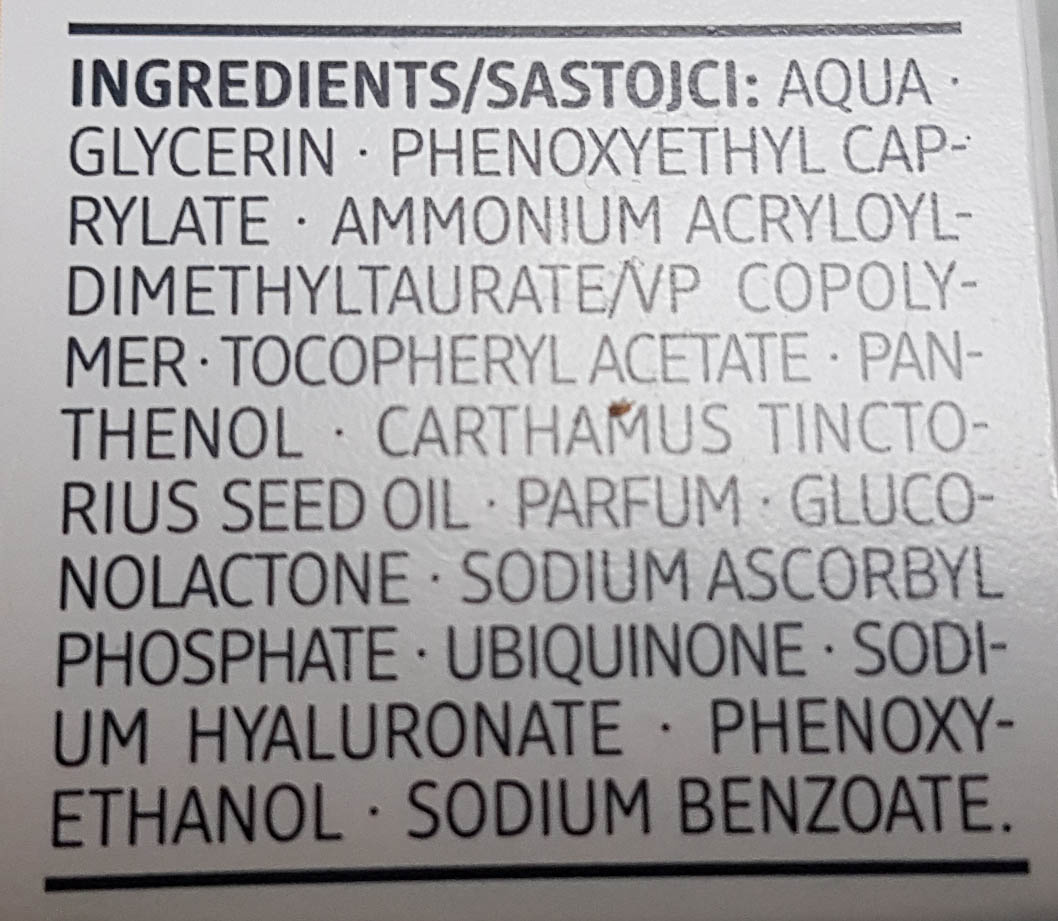 INGREDIENTS/SASTOJCI: AQUA ·
GLYCERIN · PHENOXYETHYL CAP-
RYLATE · AMMONIUM ACRYLOYL-
DIMETHYLTAURATE/VP COPOLY-
MER · TOCOPHERYL ACETATE · PAN-
THENOL · CARTHAMUS TINCTO-
RIUS SEED OIL · PARFUM · GLUCO-
NOLACTONE · SODIUM ASCORBYL
PHOSPHATE · UBIQUINONE · SODI-
UM HYALURONATE · PHENOXY-
ETHANOL · SODIUM BENZOATE.